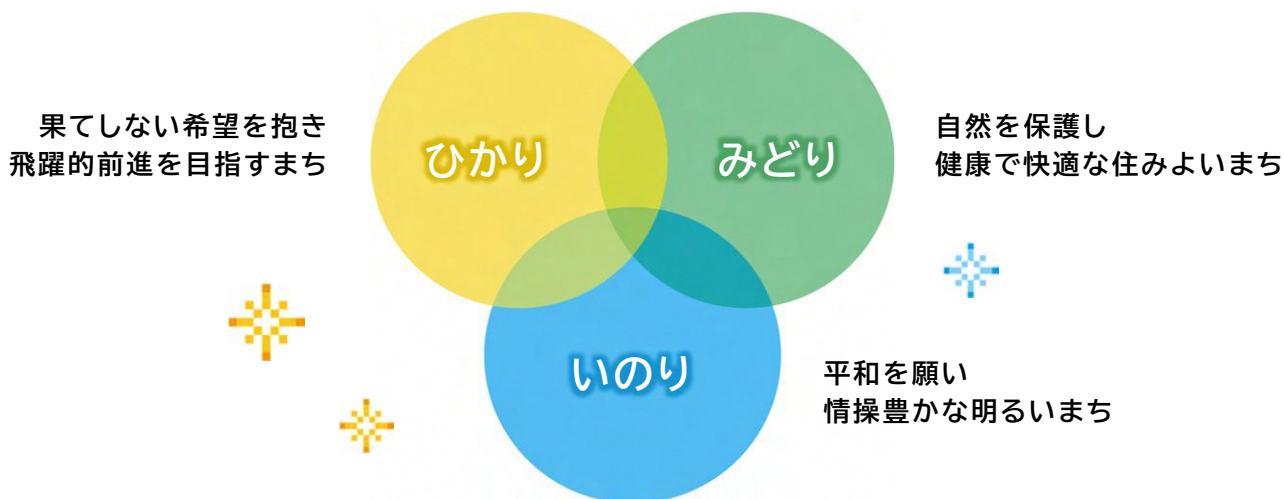 果てしない希望を抱き
飛躍的前進を目指すまち
ひかり
みどり
自然を保護し
健康で快適な住みよいまち
いのり
平和を願い
情操豊かな明るいまち